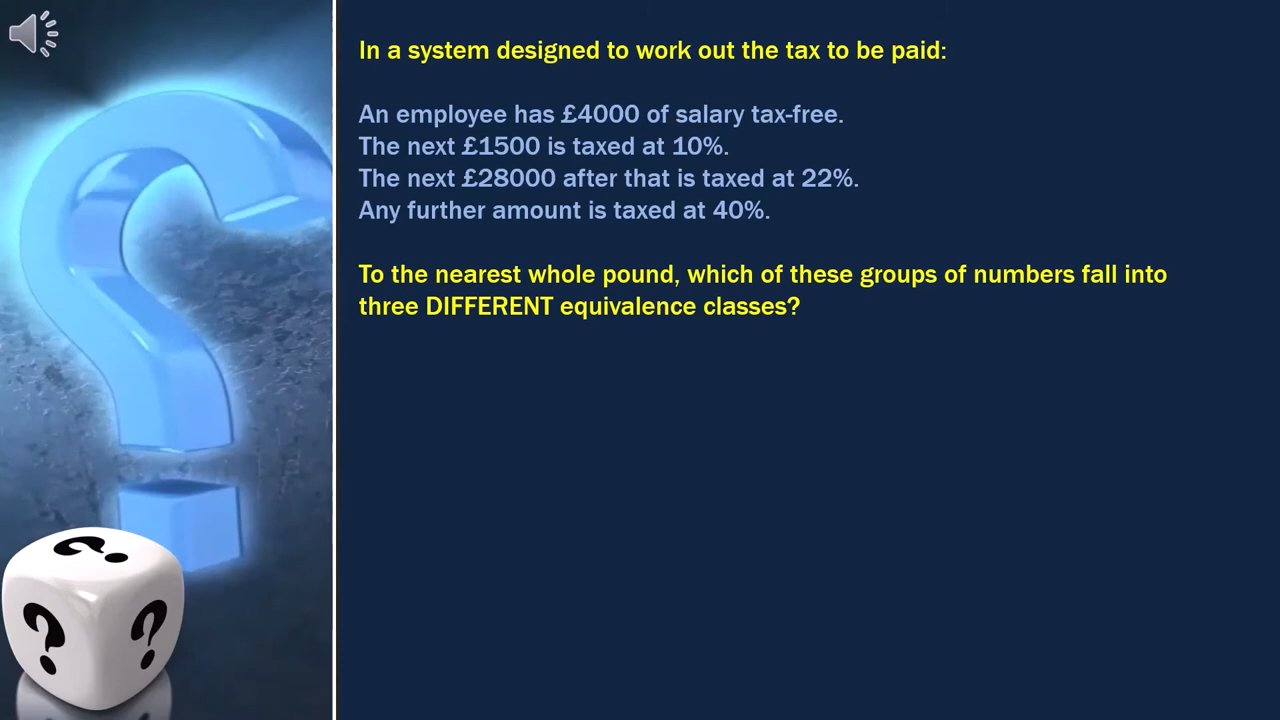 In a system designed to work out the tax to be paid:
An employee has £4000 of salary tax-free.
The next £1500 is taxed at 10%.
The next £28000 after that is taxed at 22%.
Any further amount is taxed at 40%.
To the nearest whole pound, which of these groups of numbers fall into
three DIFFERENT equivalence classes?